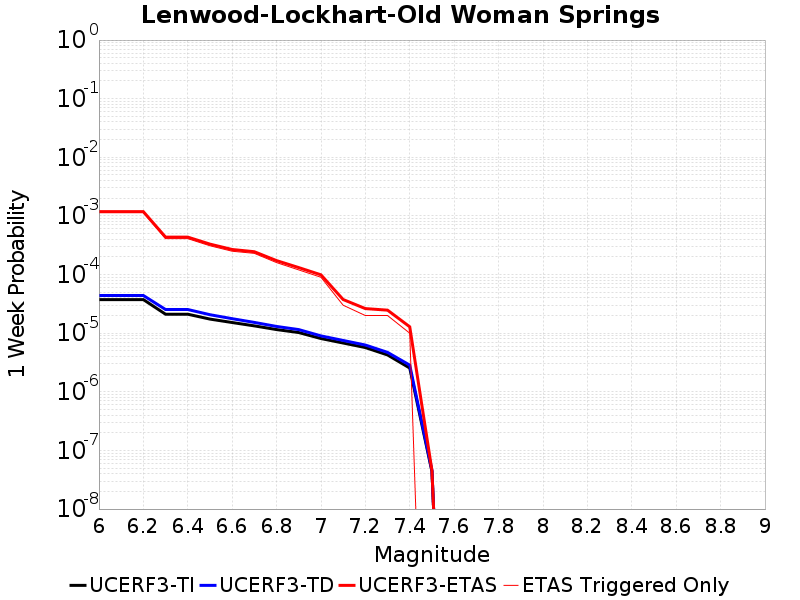 Lenwood-Lockhart-Old Woman Springs
1 Week Probability
10^0
10^-1
10^-2
10^-3
10^-4
10^-5
10^-6
10^-7
10^-8
6 6.2 6.4 6.6 6.8 7 7.2 7.4 7.6 7.8 8 8.2 8.4 8.6 8.8 9
Magnitude
UCERF3-TI UCERF3-TD UCERF3-ETAS ETAS Triggered Only